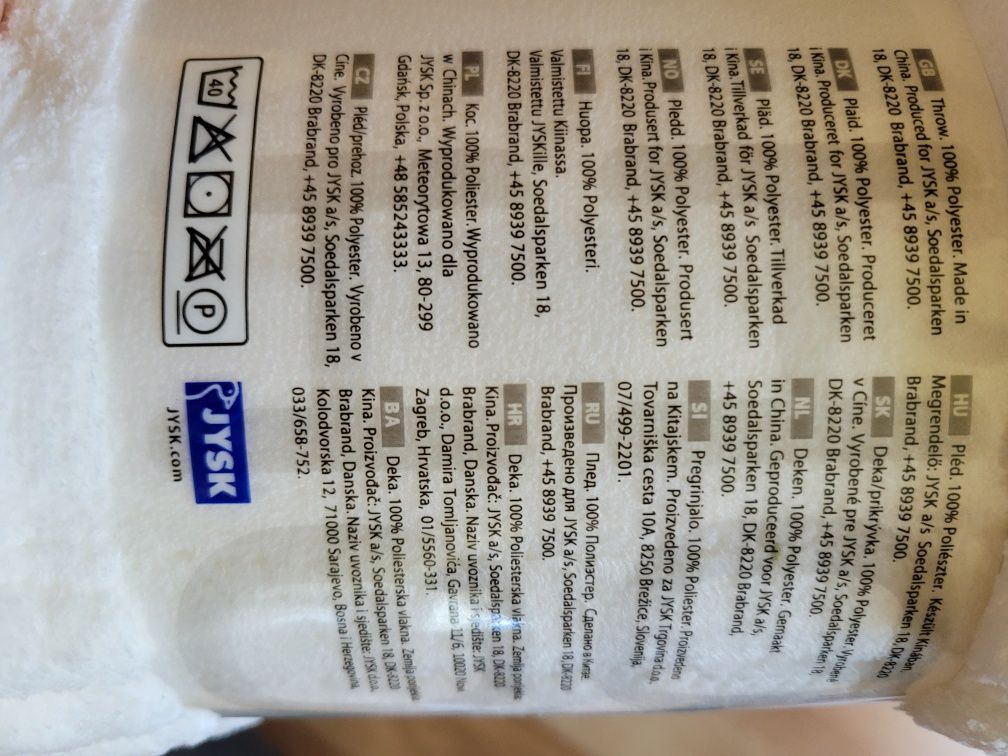 GB Throw. 100% Polyester. Made in
China. Produced for JYSK a/s, Soedalsparken
18, DK-8220 Brabrand, +45 8939 7500.
DK Plaid. 100% Polyester. Produceret
i Kina. Produceret for JYSK a/s, Soedalsparken
18, DK-8220 Brabrand, +45 8939 7500.
SE Pläd. 100% Polyester. Tillverkad
i Kina. Tillverkad för JYSK a/s Soedalsparken
18, DK-8220 Brabrand, +45 8939 7500.
NO Pledd. 100% Polyester. Produsert
i Kina. Produsert for JYSK a/s, Soedalsparken
18, DK-8220 Brabrand, +45 8939 7500.
FI Huopa. 100% Polyesteri.
Valmistettu Kiinassa.
Valmistettu JYSKille, Soedalsparken 18,
DK-8220 Brabrand, +45 8939 7500.
PL Koc. 100% Poliester. Wyprodukowano
w Chinach. Wyprodukowano dla
JYSK Sp. z o.o., Meteorytowa 13, 80-299
Gdańsk, Polska, +48 585243333.
CZ Pléd/prehoz. 100% Polyester. Vyrobeno v
Cíne. Vyrobeno pro JYSK a/s, Soedalsparken 18,
DK-8220 Brabrand, +45 8939 7500.
40 P
HU Pléd. 100% Poliészter. Készült Kínában.
Megrendelö: JYSK a/s Soedalsparken 18, DK-8220
Brabrand, +45 8939 7500.
SK Deka/prikrývka. 100% Polyester. Vyrobené
v Cíne. Vyrobené pre JYSK a/s, Soedalsparken 18,
DK-8220 Brabrand, +45 8939 7500.
NL Deken. 100% Polyester. Gemaakt
in China. Geproduceerd voor JYSK a/s,
Soedalsparken 18, DK-8220 Brabrand,
+45 8939 7500.
SI Pregrinjalo. 100% Poliester. Proizvedeno
na Kitajskem. Proizvedeno za JYSK Trgovina d.o.o.
Tovarniška cesta 10A, 8250 Brežice, Slovenija,
07/499-2201.
RU Плед. 100% Полиэстер. Сделано в Китае.
Произведено для JYSK a/s, Soedalsparken 18, DK-8220
Brabrand, +45 8939 7500.
HR Deka. 100% Poliesterska vlakna. Zemlja porijekla:
Kina. Proizvođač: JYSK a/s, Soedalsparken 18, DK-8220
Brabrand, Danska. Naziv uvoznika i sjedište: JYSK
d.o.o., Damira Tomljanovića, Gavrana 11/6, 10020 Novi
Zagreb, Hrvatska, 01/5560-331.
BA Deka. 100% Poliesterska vlakna. Zemlja porijekla:
Kina. Proizvođač: JYSK a/s, Soedalsparken 18, DK-8220
Brabrand, Danska. Naziv uvoznika i sjedište: JYSK d.o.o.
Kolodvorska 12, 71000 Sarajevo, Bosna i Hercegovina,
033/658-752.
JYSK
JYSK.com